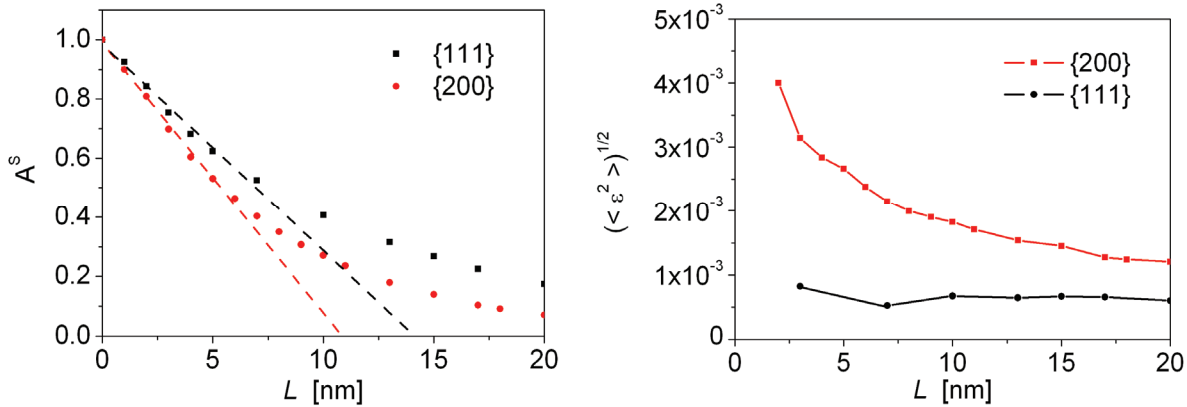 1.0
0.8
0.6
0.4
0.2
0.0
A^S
{111}
{200}
0 5 10 15 20
L [nm]
5x10^-3
4x10^-3
3x10^-3
2x10^-3
1x10^-3
0
(< ε^2 >)^1/2
{200}
{111}
0 5 10 15 20
L [nm]